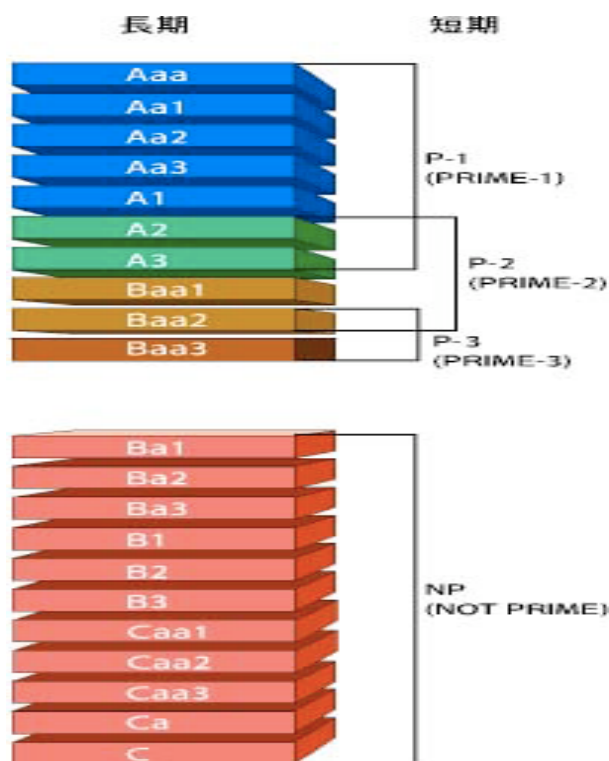 長期
短期
Aaa
Aa1
Aa2
Aa3
A1
A2
A3
Baa1
Baa2
Baa3
P-1
(PRIME-1)
P-2
(PRIME-2)
P-3
(PRIME-3)
Ba1
Ba2
Ba3
B1
B2
B3
Caa1
Caa2
Caa3
Ca
C
NP
(NOT PRIME)